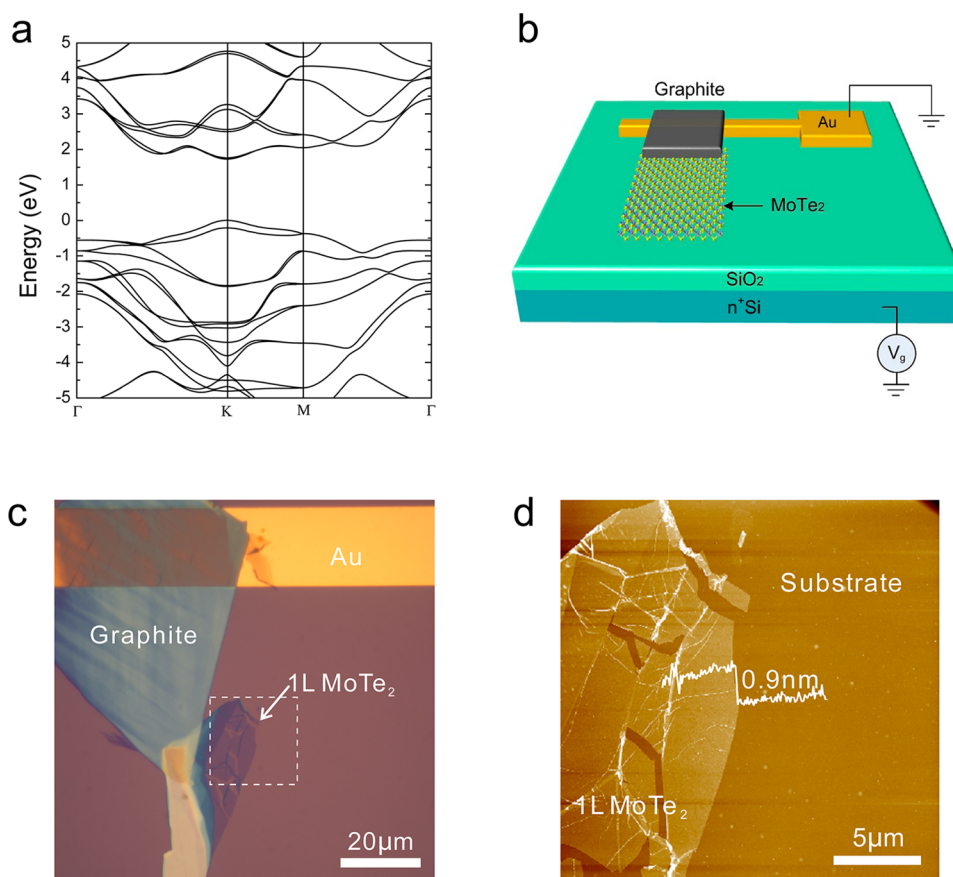 a
5
4
3
2
1
0
-1
-2
-3
-4
-5
Energy (eV)
Γ
K
M
Γ
b
Graphite
Au
MoTe₂
SiO₂
n⁺Si
V_g
c
Au
Graphite
1L MoTe₂
20μm
d
Substrate
0.9nm
1L MoTe₂
5μm